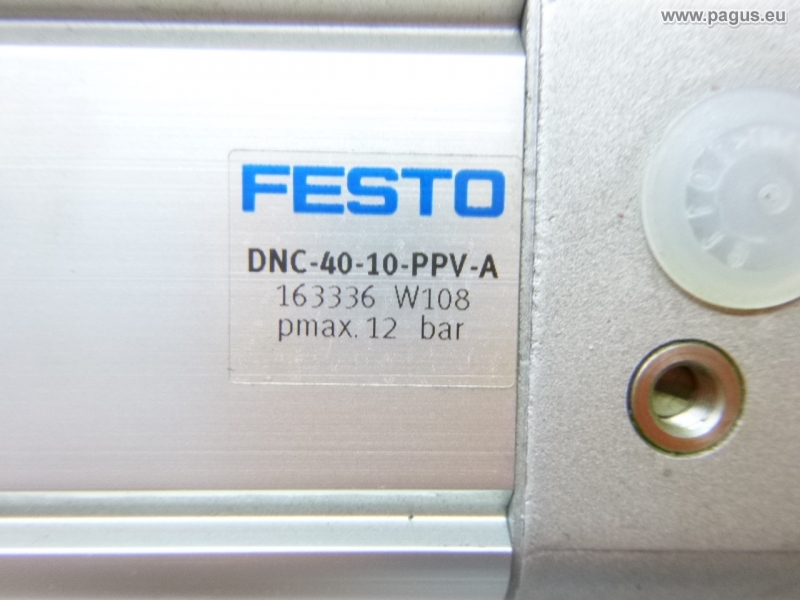 www.pagus.eu
FESTO
DNC-40-10-PPV-A
163336 W108
pmax. 12 bar